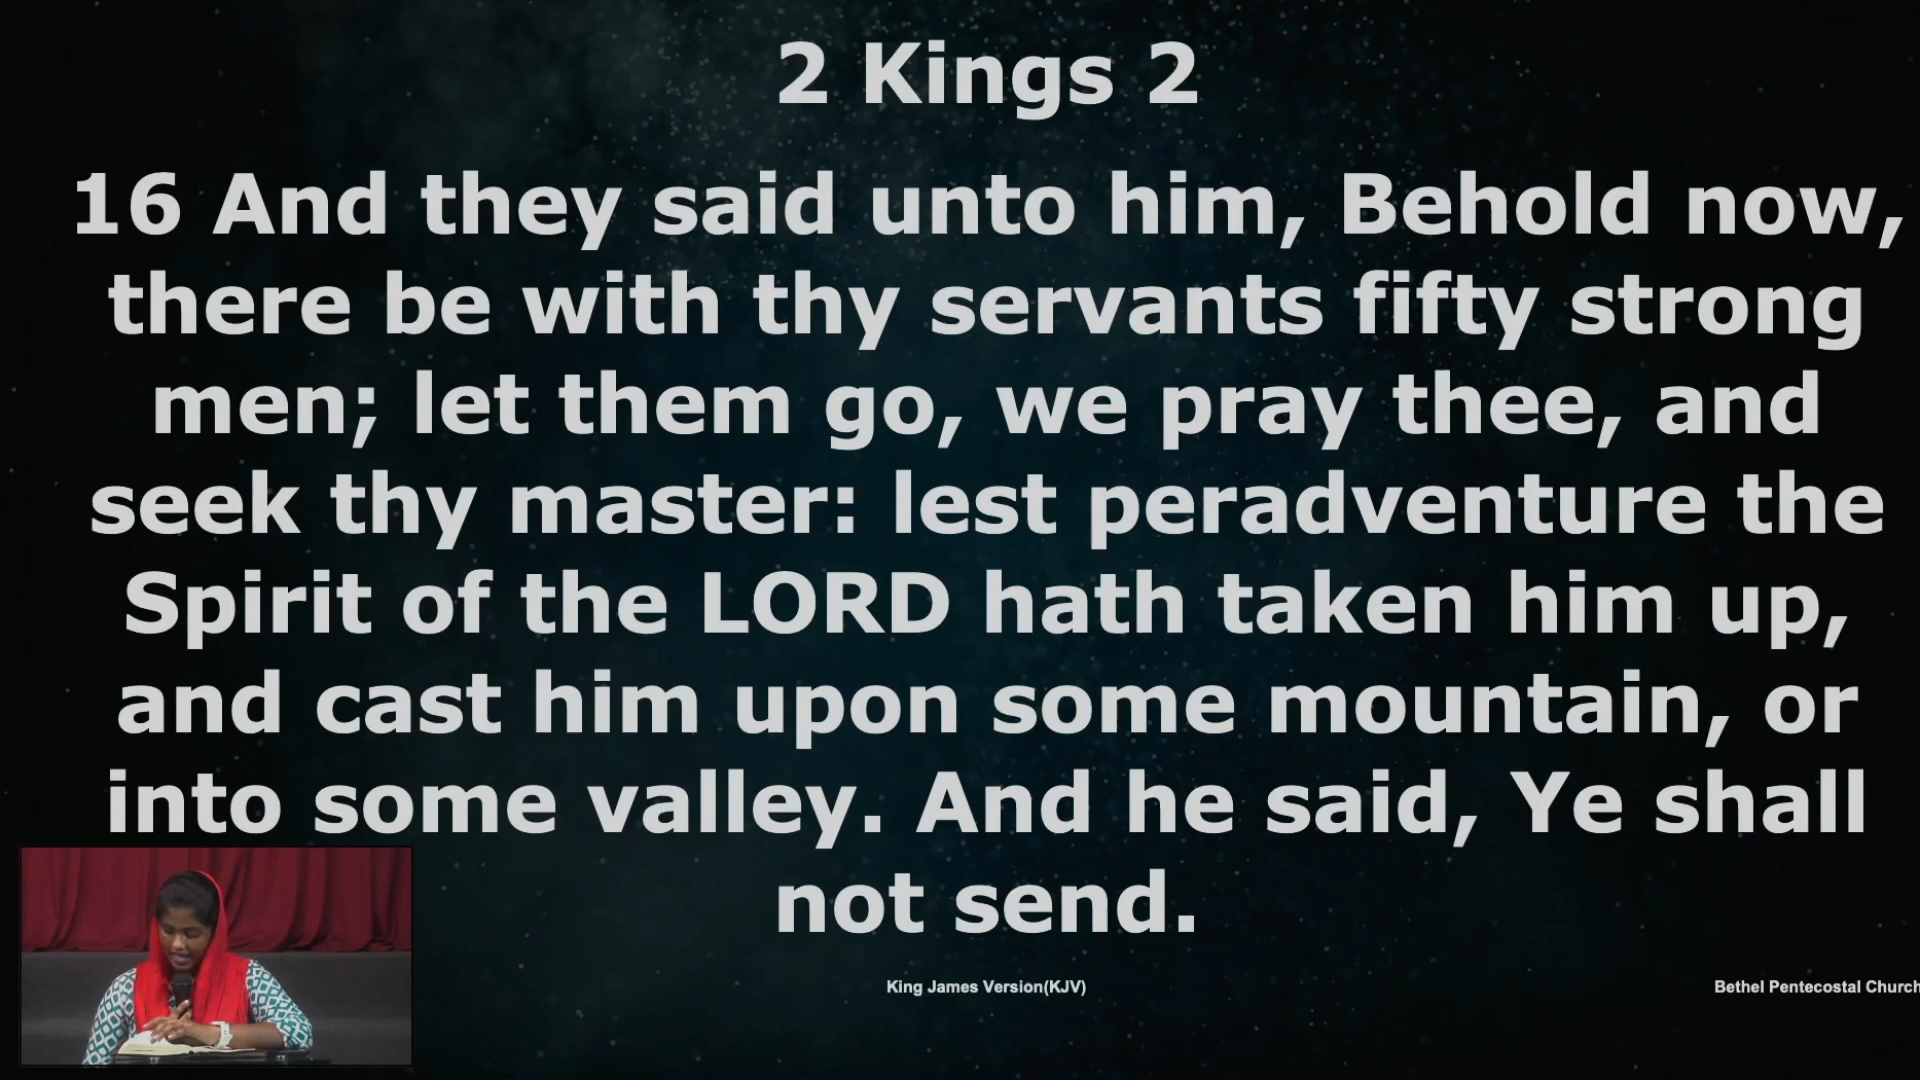 2 Kings 2
16 And they said unto him, Behold now,
there be with thy servants fifty strong
men; let them go, we pray thee, and
seek thy master: lest peradventure the
Spirit of the LORD hath taken him up,
and cast him upon some mountain, or
into some valley. And he said, Ye shall
not send.
King James Version(KJV)
Bethel Pentecostal Church